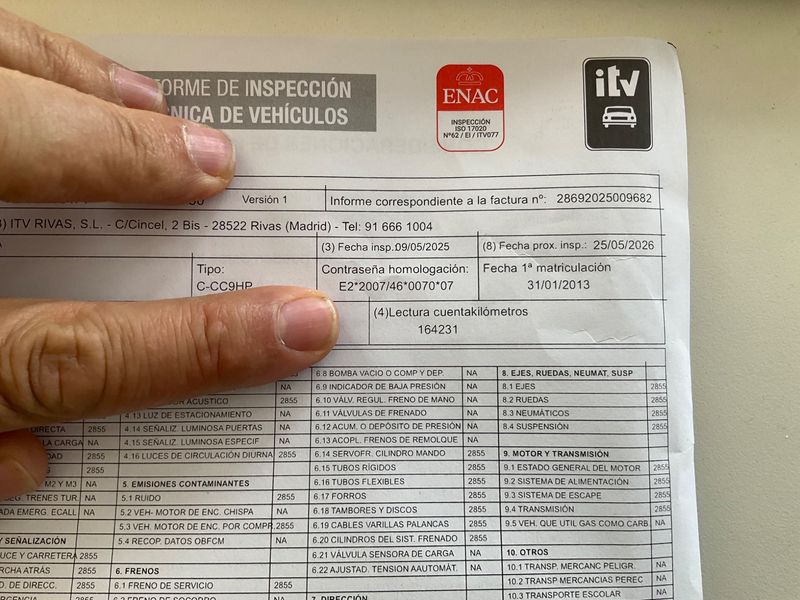 ORME DE INSPECCIÓN
NICA DE VEHÍCULOS
ENAC
INSPECCIÓN
ISO 17020
Nº62 / EI / ITV077
itv
Versión 1
Informe correspondiente a la factura nº: 28692025009682
) ITV RIVAS, S.L. - C/Cincel, 2 Bis - 28522 Rivas (Madrid) - Tel: 91 666 1004
(3) Fecha insp.:09/05/2025
(8) Fecha prox. insp.: 25/05/2026
Tipo:
C-CC9HP
Contraseña homologación:
E2*2007/46*0070*07
Fecha 1ª matriculación
31/01/2013
(4)Lectura cuentakilómetros
164231
DIRECTA NA
LA CARGA NA
DAD 2855
2855
M2 Y M3 NA
SEG. TRENES TUR. NA
ADA EMERG. ECALL NA
Y SEÑALIZACIÓN
UCE Y CARRETERA 2855
RCHA ATRÁS 2855
D. DE DIRECC. 2855
ERGENCIA 2855
NA
SOR ACUSTICO 2855
4.13 LUZ DE ESTACIONAMIENTO NA
4.14 SEÑALIZ. LUMINOSA PUERTAS NA
4.15 SEÑALIZ. LUMINOSA ESPECIF NA
4.16 LUCES DE CIRCULACIÓN DIURNA 2855
5. EMISIONES CONTAMINANTES
5.1 RUIDO 2855
5.2 VEH- MOTOR DE ENC. CHISPA NA
5.3 VEH. MOTOR DE ENC. POR COMPR. 2855
5.4 RECOP. DATOS OBFCM NA
6. FRENOS
6.1 FRENO DE SERVICIO 2855
6.2 FRENO DE SOCORRO NA
6.8 BOMBA VACIO O COMP Y DEP. NA
6.9 INDICADOR DE BAJA PRESIÓN NA
6.10 VÁLV. REGUL. FRENO DE MANO NA
6.11 VÁLVULAS DE FRENADO NA
6.12 ACUM. O DEPÓSITO DE PRESIÓN NA
6.13 ACOPL. FRENOS DE REMOLQUE NA
6.14 SERVOFR. CILINDRO MANDO 2855
6.15 TUBOS RÍGIDOS 2855
6.16 TUBOS FLEXIBLES 2855
6.17 FORROS 2855
6.18 TAMBORES Y DISCOS 2855
6.19 CABLES VARILLAS PALANCAS 2855
6.20 CILINDROS DEL SIST. FRENADO 2855
6.21 VÁLVULA SENSORA DE CARGA NA
6.22 AJUSTAD. TENSION AAUTOMÁT. NA
7. DIRECCIÓN
8. EJES, RUEDAS, NEUMAT, SUSP
8.1 EJES 2855
8.2 RUEDAS 2855
8.3 NEUMÁTICOS 2855
8.4 SUSPENSIÓN 2855
9. MOTOR Y TRANSMISIÓN
9.1 ESTADO GENERAL DEL MOTOR 2855
9.2 SISTEMA DE ALIMENTACIÓN 2855
9.3 SISTEMA DE ESCAPE 2855
9.4 TRANSMISIÓN 2855
9.5 VEH. QUE UTIL GAS COMO CARB. NA
10. OTROS
10.1 TRANSP. MERCANC PELIGR. NA
10.2 TRANSP MERCANCIAS PEREC NA
10.3 TRANSPORTE ESCOLAR NA